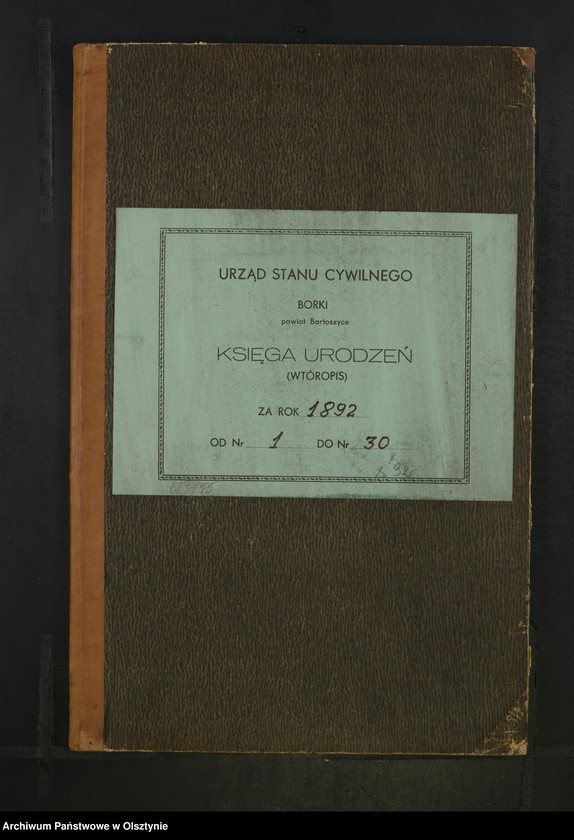 URZĄD STANU CYWILNEGO
BORKI
powiat Bartoszyce
KSIĘGA URODZEŃ
(WTÓROPIS)
ZA ROK 1892
OD Nr 1 DO Nr 30
Archiwum Państwowe w Olsztynie